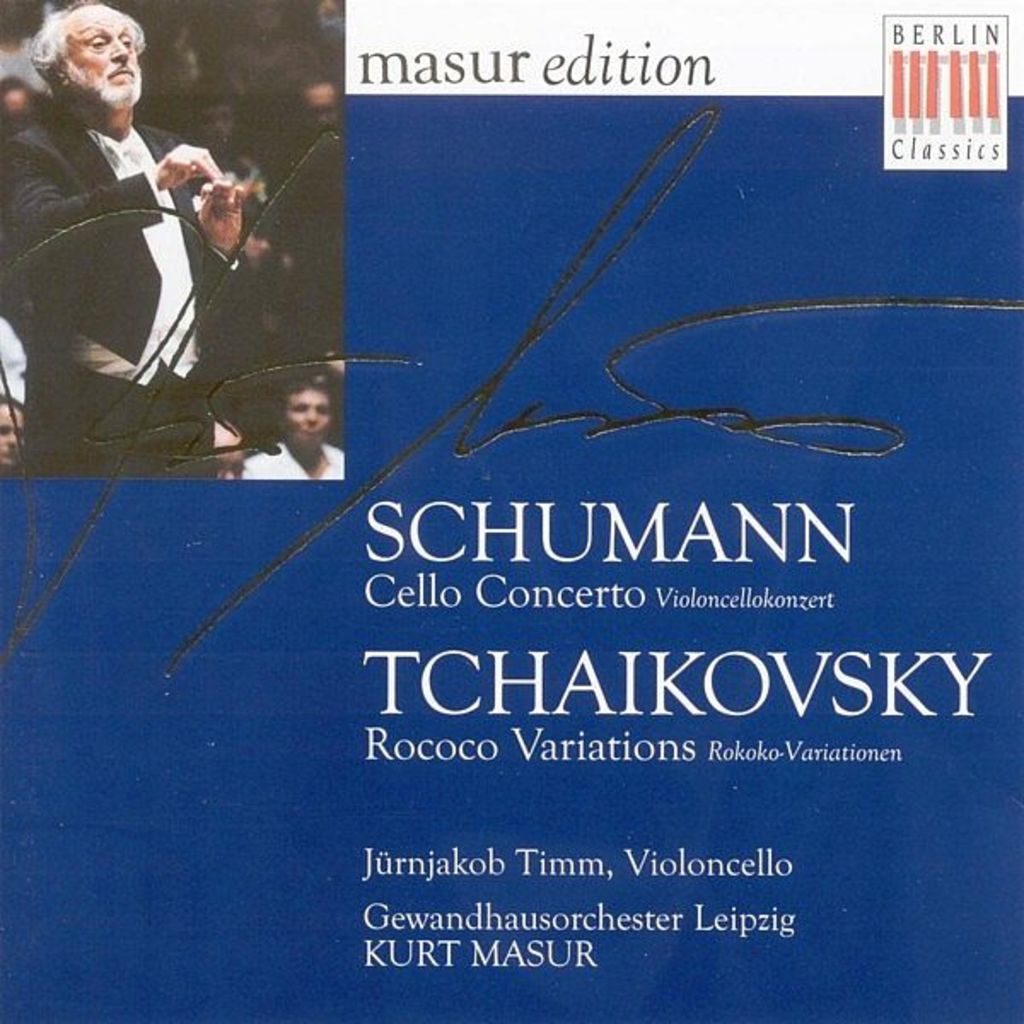 masur edition
BERLIN
Classics
SCHUMANN
Cello Concerto Violoncellokonzert
TCHAIKOVSKY
Rococo Variations Rokoko-Variationen
Jürnjakob Timm, Violoncello
Gewandhausorchester Leipzig
KURT MASUR